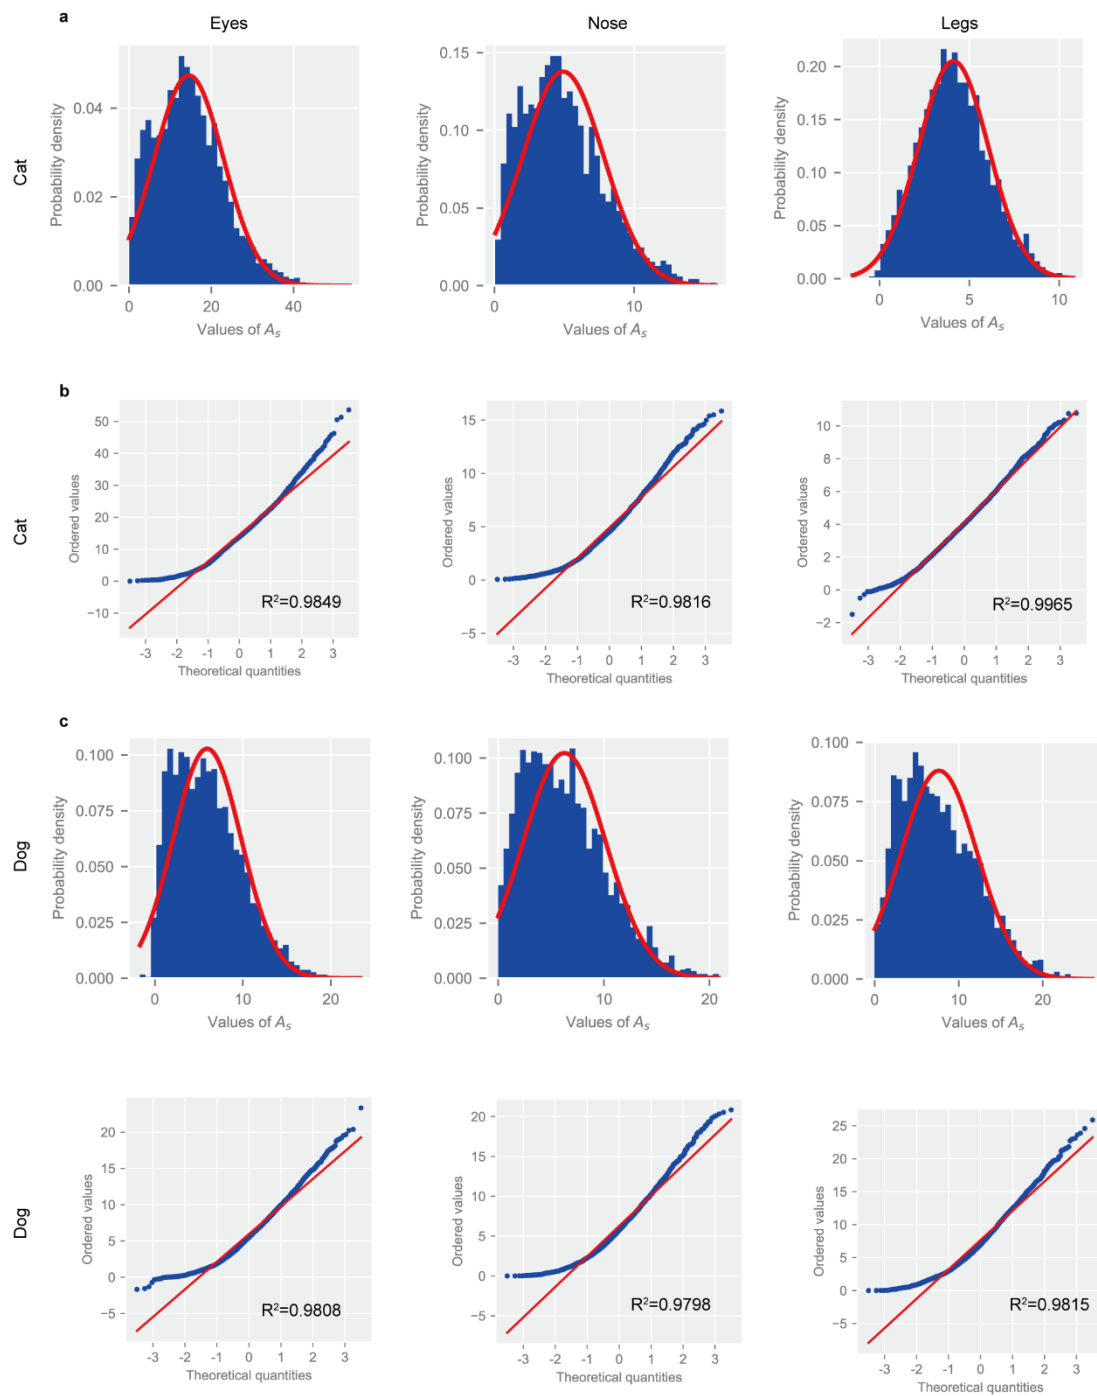 a
Eyes Nose Legs
Cat
Probability density
0.04
0.02
0.00
0 20 40
Values of As
Probability density
0.15
0.10
0.05
0.00
0 10
Values of As
Probability density
0.20
0.15
0.10
0.05
0.00
0 5 10
Values of As
b
Cat
Ordered values
50
40
30
20
10
0
−10
R²=0.9849
-3 -2 -1 0 1 2 3
Theoretical quantities
Ordered values
15
10
5
0
−5
R²=0.9816
-3 -2 -1 0 1 2 3
Theoretical quantities
Ordered values
10
8
6
4
2
0
−2
R²=0.9965
-3 -2 -1 0 1 2 3
Theoretical quantities
c
Dog
Probability density
0.100
0.075
0.050
0.025
0.000
0 10 20
Values of As
Probability density
0.100
0.075
0.050
0.025
0.000
0 10 20
Values of As
Probability density
0.100
0.075
0.050
0.025
0.000
0 10 20
Values of As
Dog
Ordered values
20
15
10
5
0
−5
R²=0.9808
-3 -2 -1 0 1 2 3
Theoretical quantities
Ordered values
20
15
10
5
0
−5
R²=0.9798
-3 -2 -1 0 1 2 3
Theoretical quantities
Ordered values
25
20
15
10
5
0
−5
R²=0.9815
-3 -2 -1 0 1 2 3
Theoretical quantities